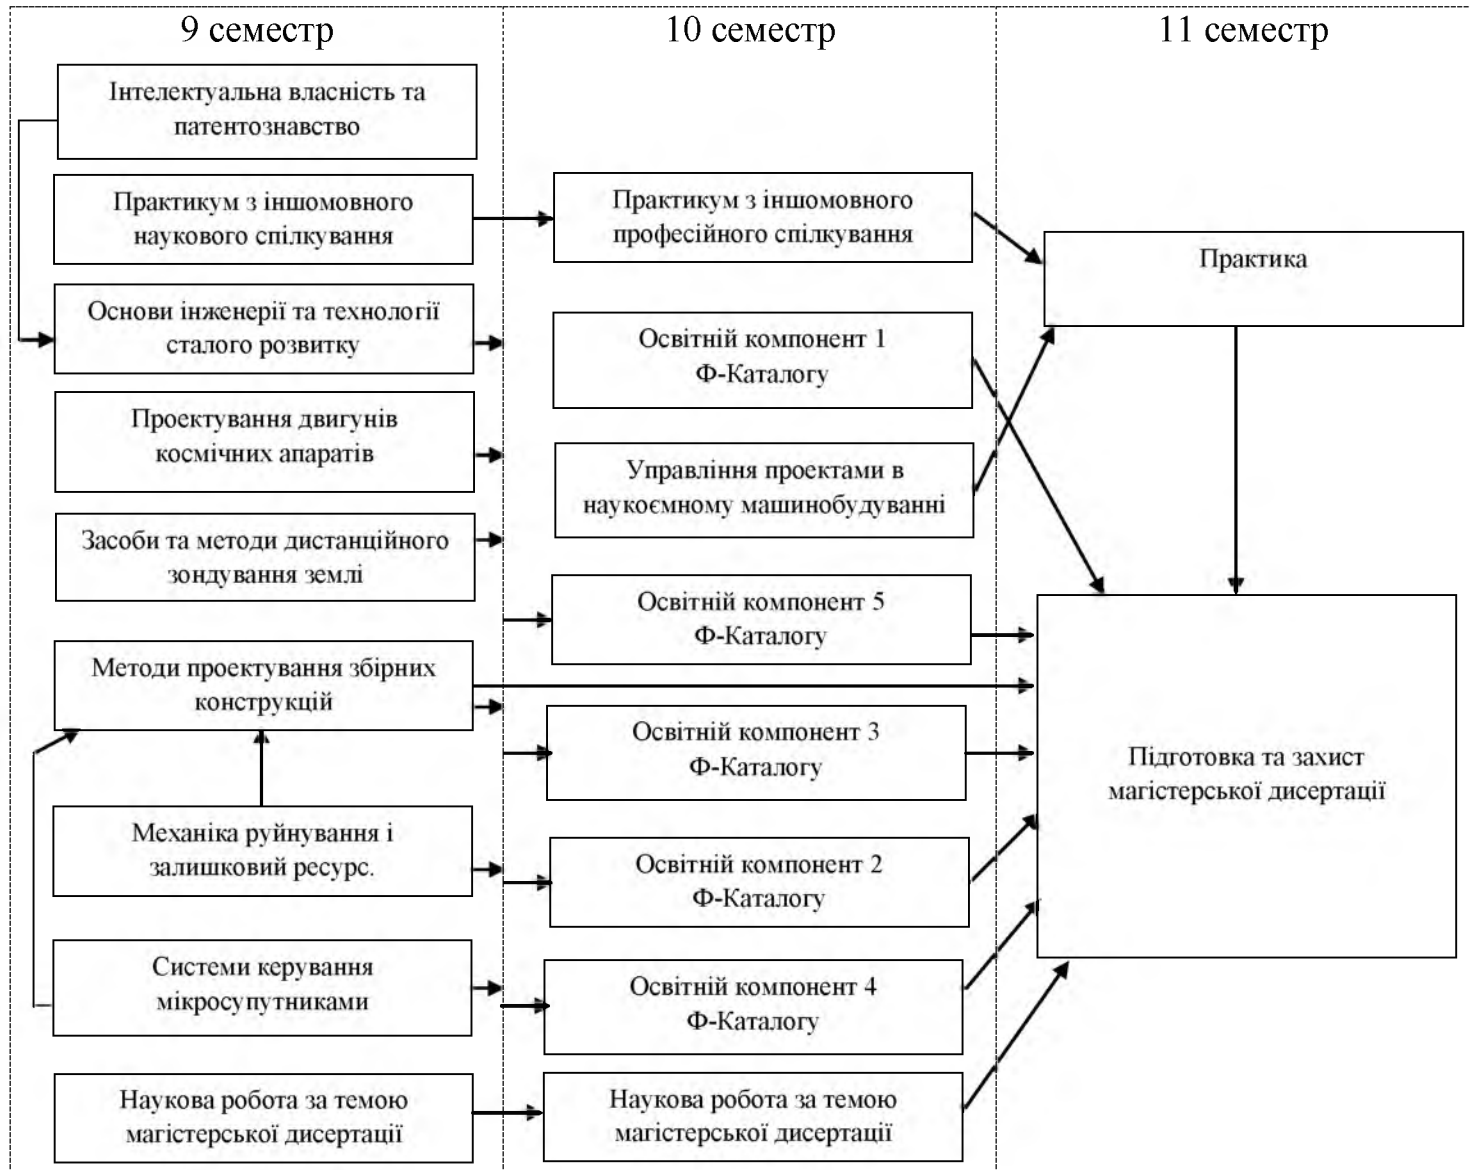 9 семестр
Інтелектуальна власність та
патентознавство
Практикум з іншомовного
наукового спілкування
Основи інженерії та технології
сталого розвитку
Проектування двигунів
космічних апаратів
Засоби та методи дистанційного
зондування землі
Методи проектування збірних
конструкцій
Механіка руйнування і
залишковий ресурс.
Системи керування
мікросупутниками
Наукова робота за темою
магістерської дисертації
10 семестр
Практикум з іншомовного
професійного спілкування
Освітній компонент 1
Ф-Каталогу
Управління проектами в
наукоємному машинобудуванні
Освітній компонент 5
Ф-Каталогу
Освітній компонент 3
Ф-Каталогу
Освітній компонент 2
Ф-Каталогу
Освітній компонент 4
Ф-Каталогу
Наукова робота за темою
магістерської дисертації
11 семестр
Практика
Підготовка та захист
магістерської дисертації